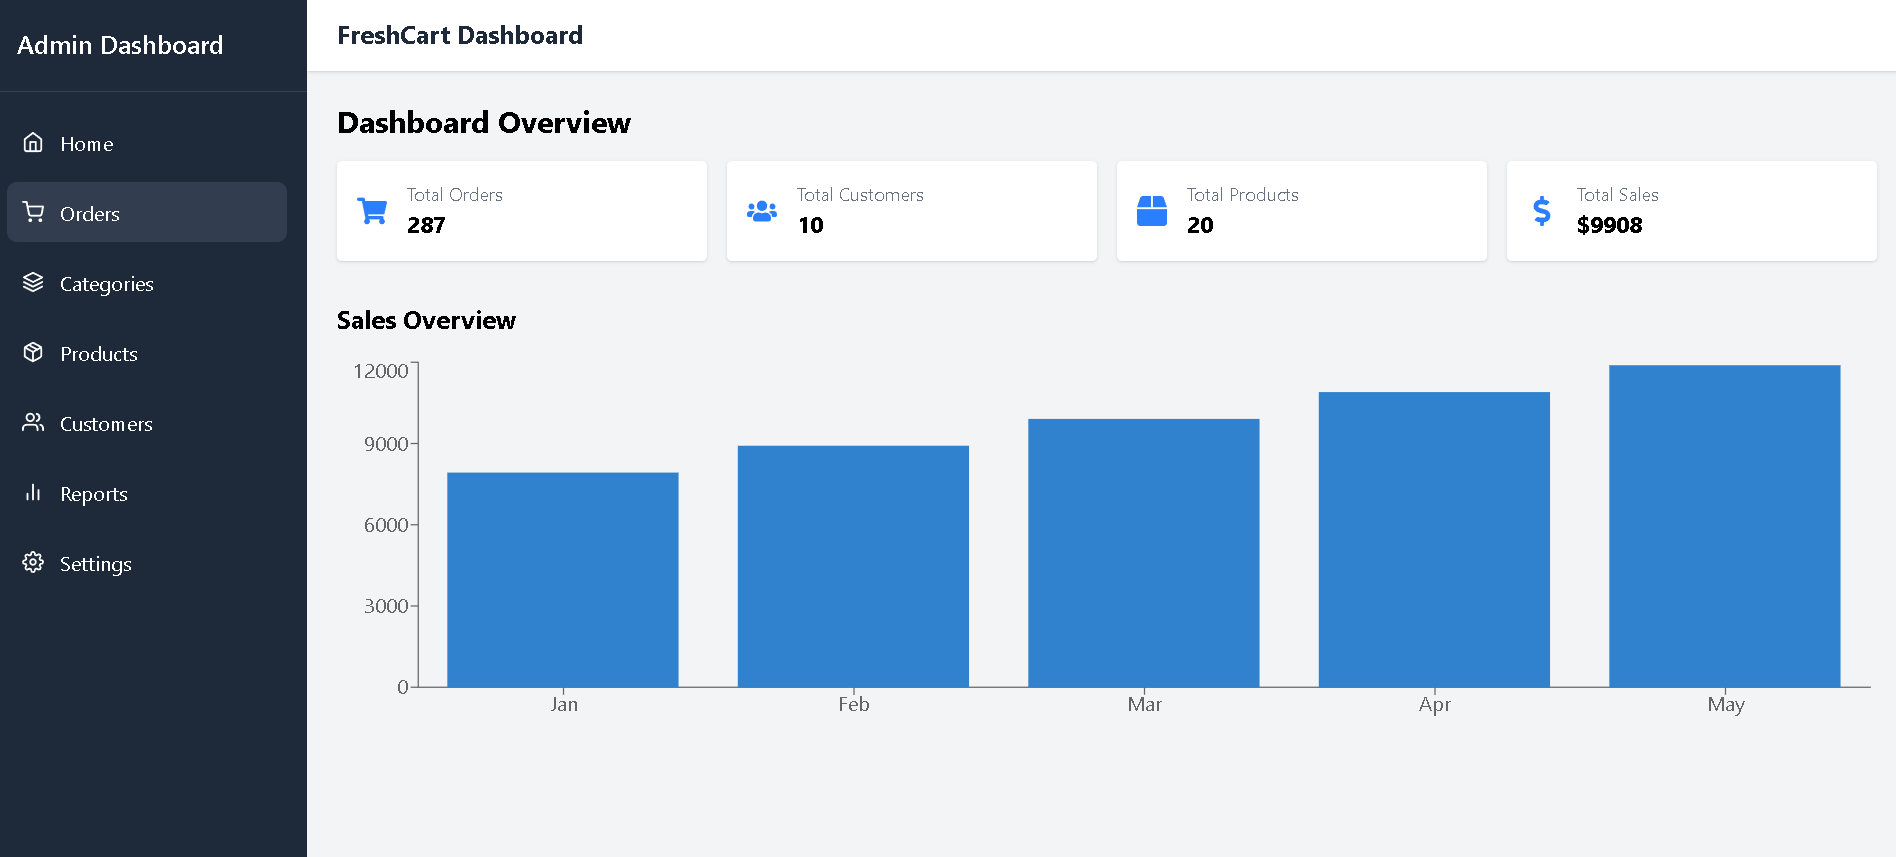 Admin Dashboard
Home
Orders
Categories
Products
Customers
Reports
Settings
FreshCart Dashboard
Dashboard Overview
Total Orders
287
Total Customers
10
Total Products
20
Total Sales
$9908
Sales Overview
12000
9000
6000
3000
0
Jan Feb Mar Apr May